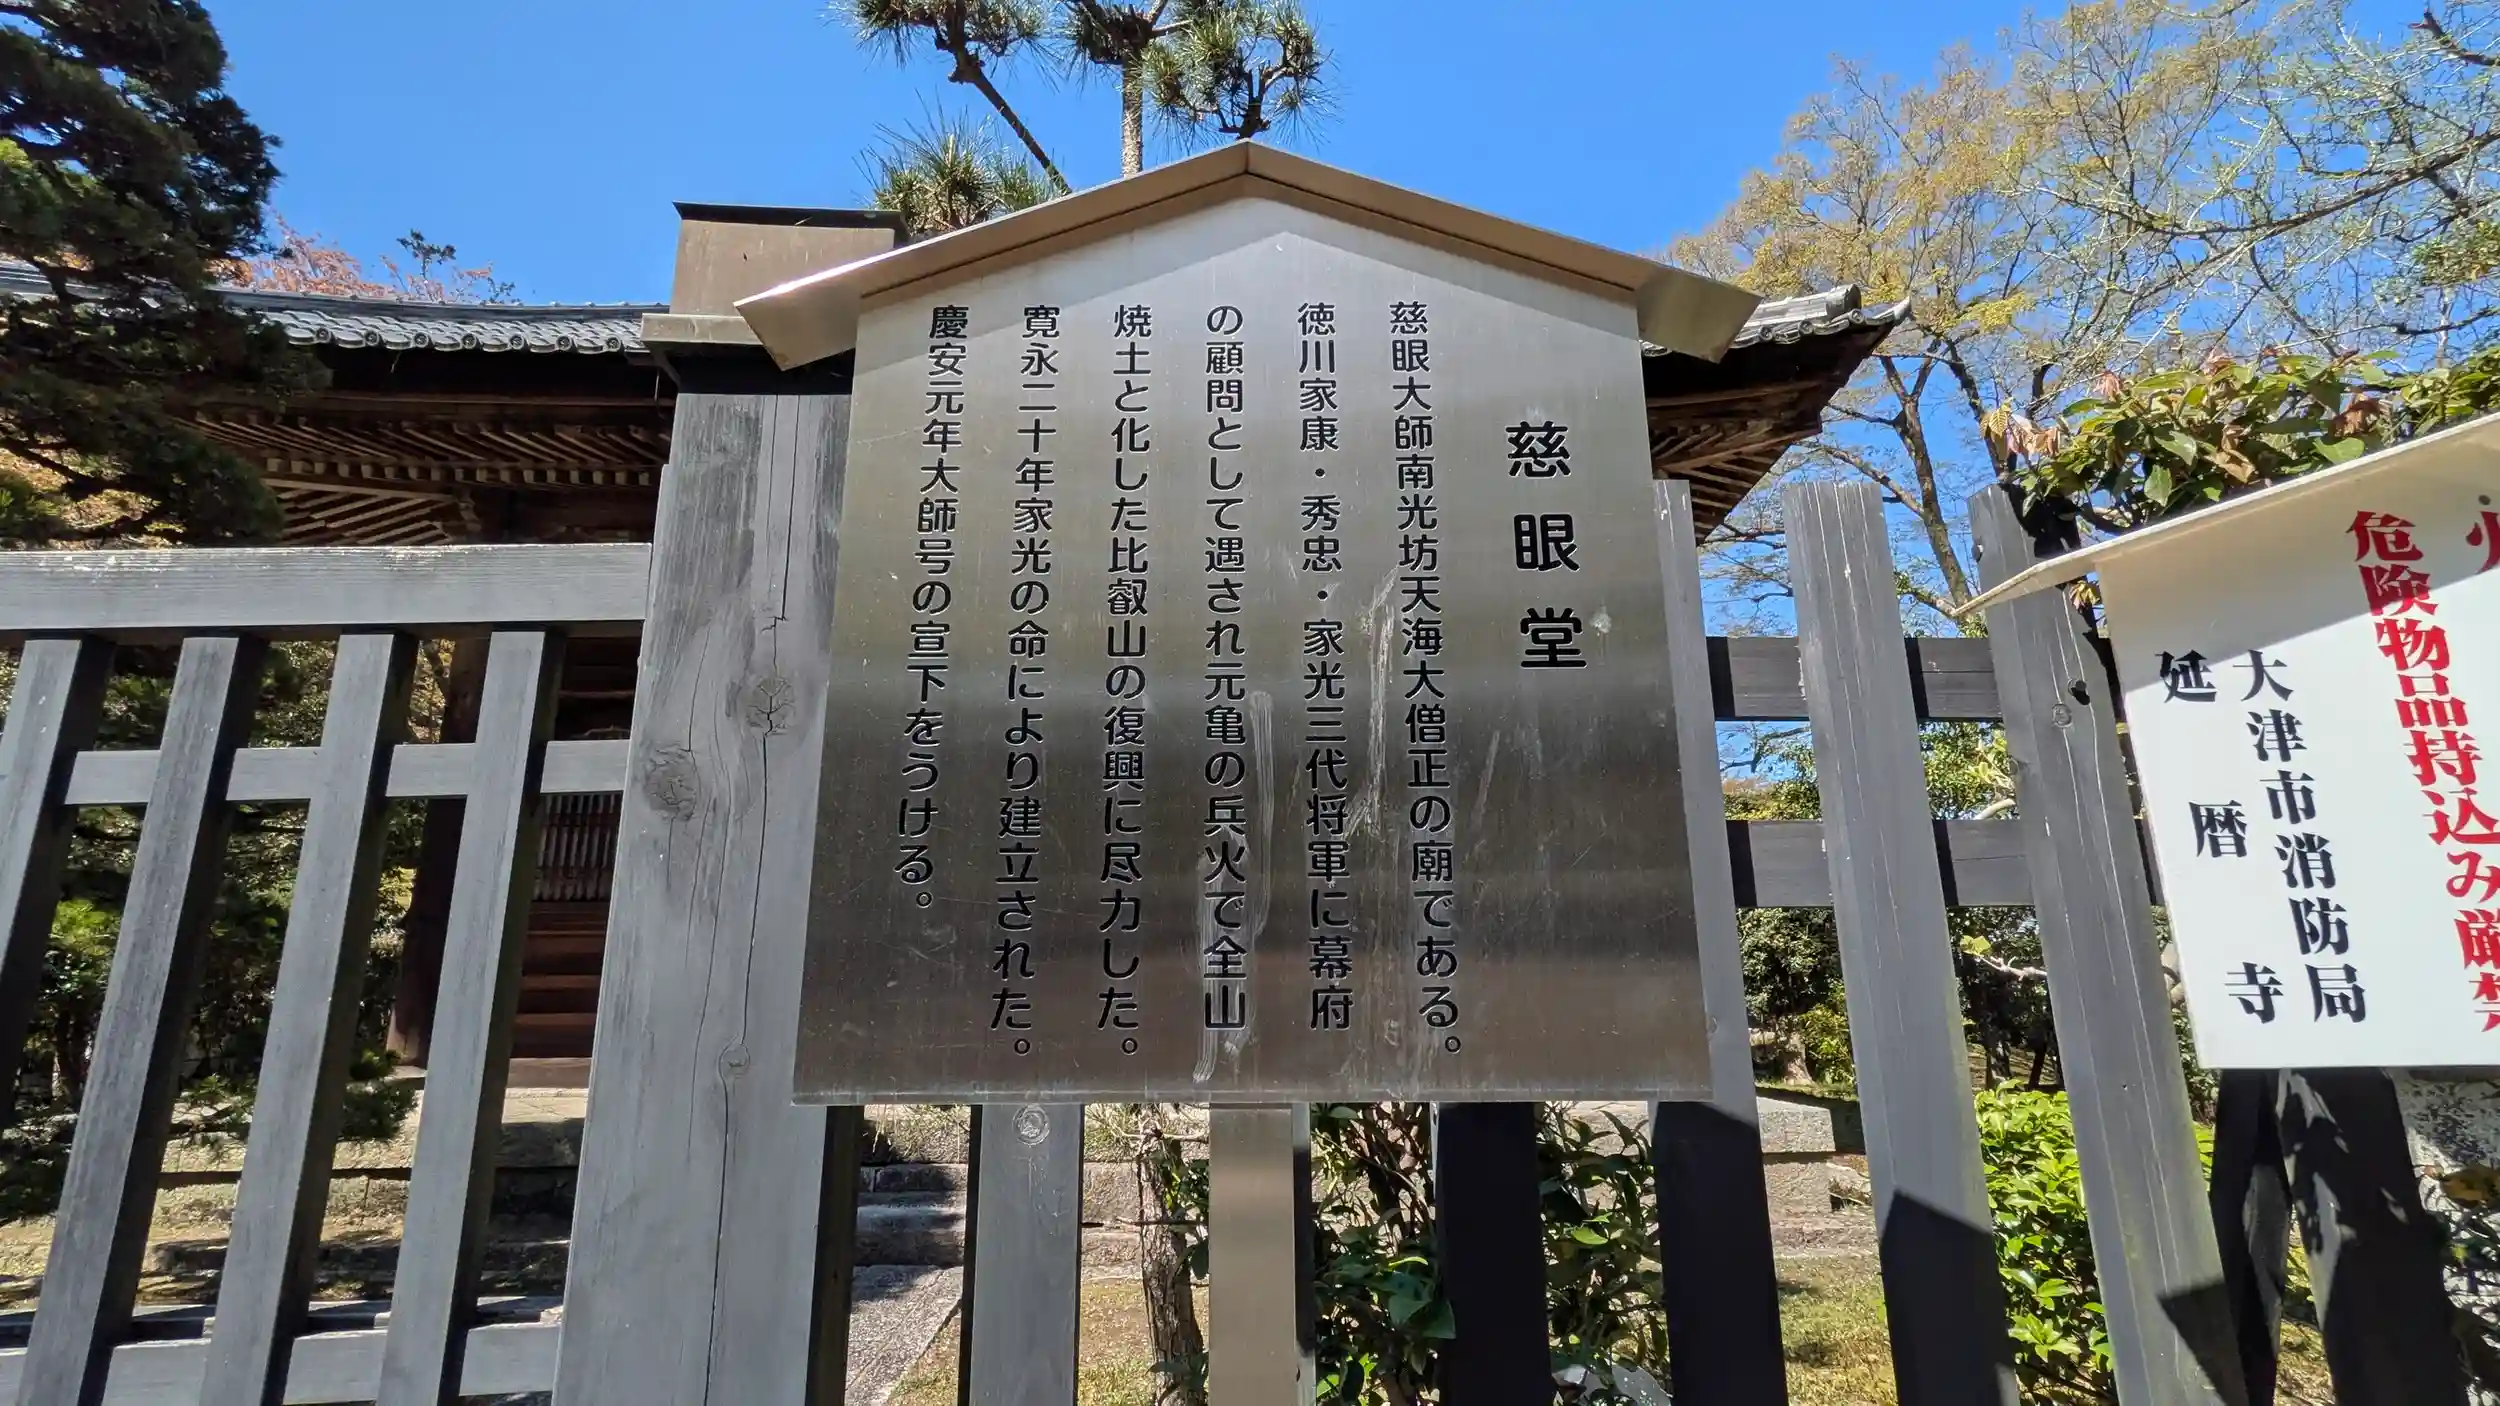 慈眼堂
慈眼大師南光坊天海大僧正の廟である。
徳川家康・秀忠・家光三代将軍に幕府
の顧問として遇され元亀の兵火で全山
焼土と化した比叡山の復興に尽力した。
寛永二十年家光の命により建立された。
慶安元年大師号の宣下をうける。
危険物品持込み厳禁
大津市消防局
延暦寺